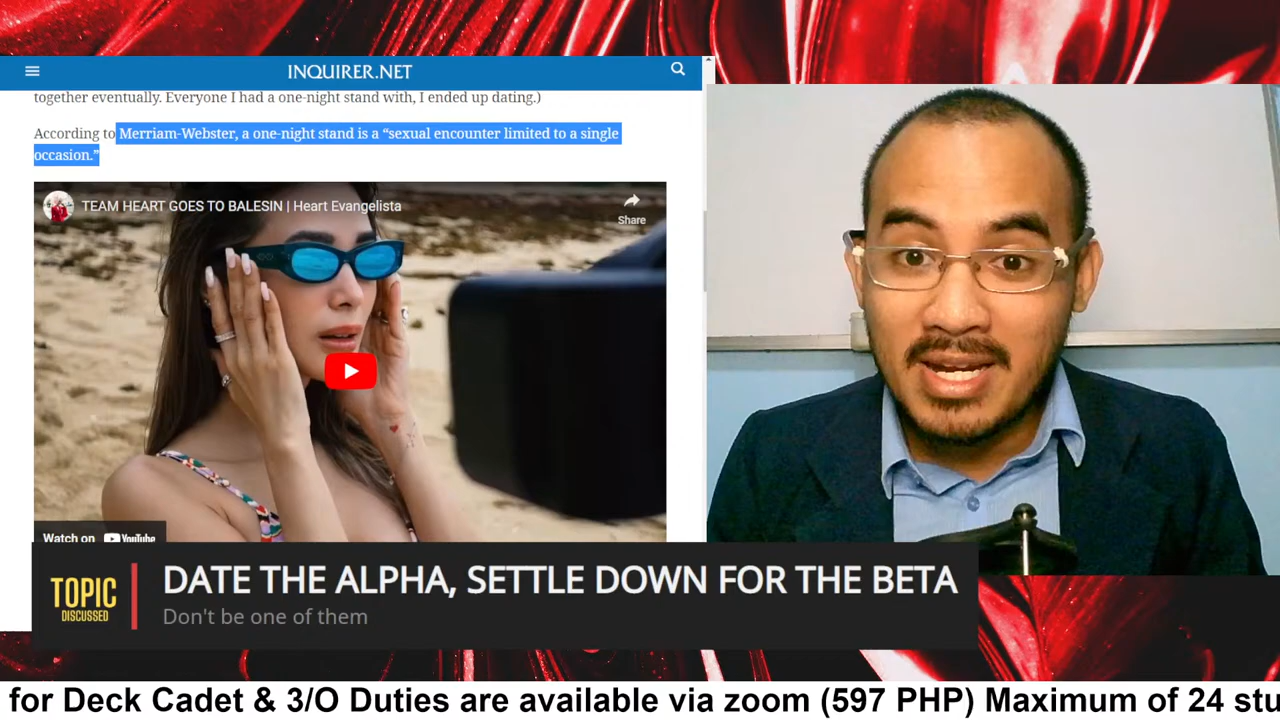 INQUIRER.NET
together eventually. Everyone I had a one-night stand with, I ended up dating.)
According to Merriam-Webster, a one-night stand is a “sexual encounter limited to a single
occasion.”
TEAM HEART GOES TO BALESIN | Heart Evangelista
Share
Watch on YouTube
TOPIC
DISCUSSED
DATE THE ALPHA, SETTLE DOWN FOR THE BETA
Don't be one of them
for Deck Cadet & 3/O Duties are available via zoom (597 PHP) Maximum of 24 stu